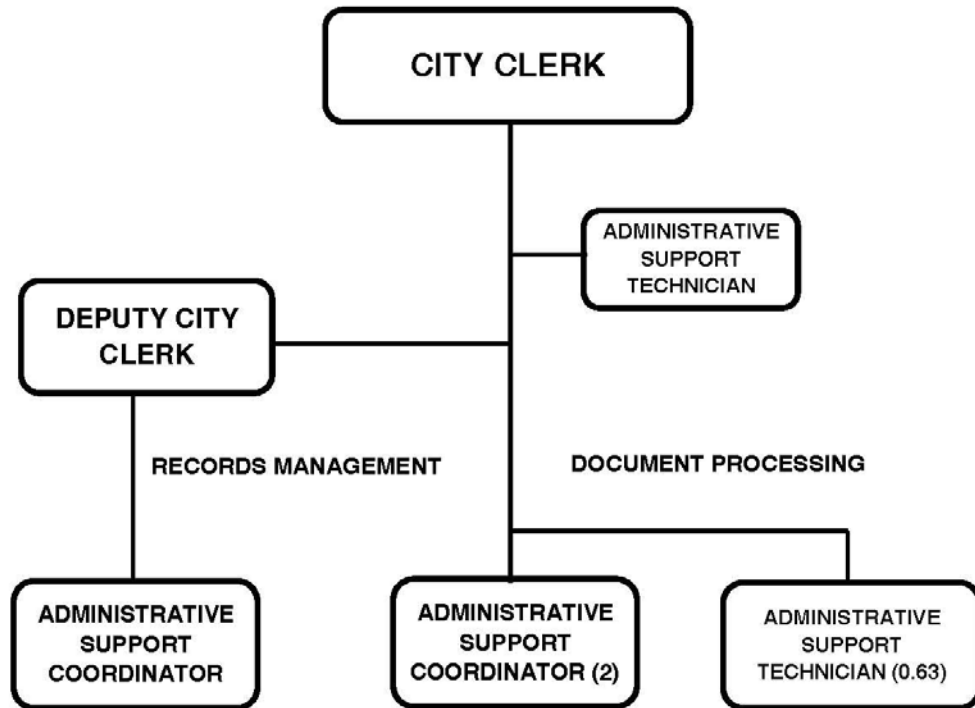 CITY CLERK
ADMINISTRATIVE
SUPPORT
TECHNICIAN
DEPUTY CITY
CLERK
RECORDS MANAGEMENT
DOCUMENT PROCESSING
ADMINISTRATIVE
SUPPORT
COORDINATOR
ADMINISTRATIVE
SUPPORT
COORDINATOR (2)
ADMINISTRATIVE
SUPPORT
TECHNICIAN (0.63)